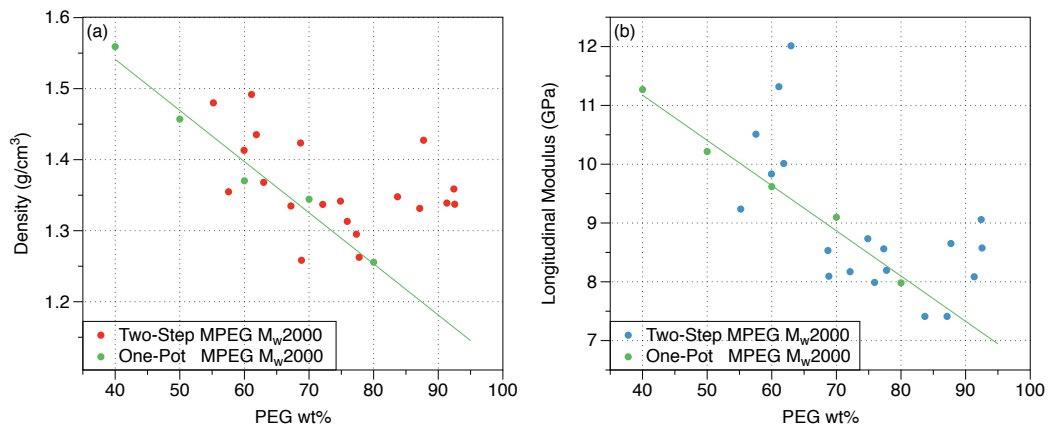 (a)
1.6
1.5
1.4
1.3
1.2
Density (g/cm3)
Two-Step MPEG Mw2000
One-Pot MPEG Mw2000
40 50 60 70 80 90 100
PEG wt%
(b)
12
11
10
9
8
7
Longitudinal Modulus (GPa)
Two-Step MPEG Mw2000
One-Pot MPEG Mw2000
40 50 60 70 80 90 100
PEG wt%